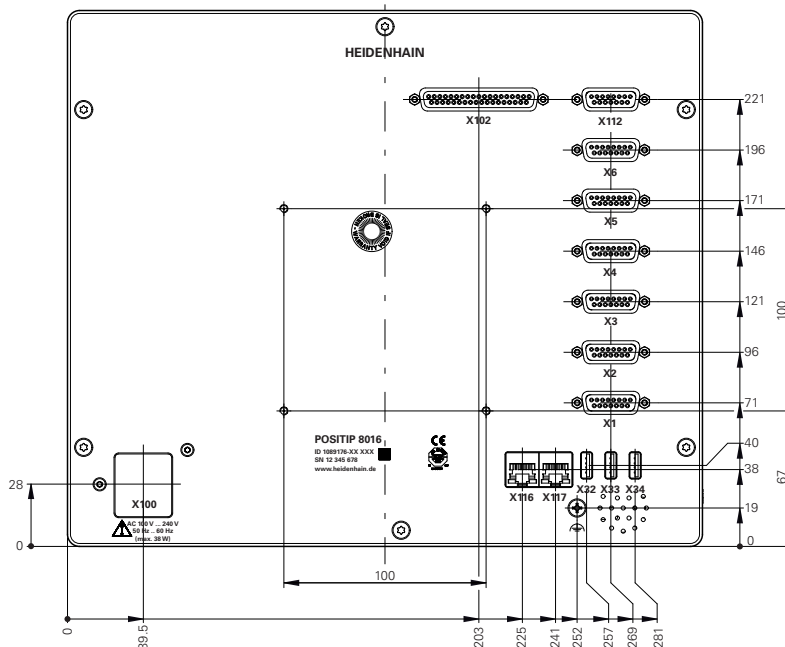 HEIDENHAIN
X102
X112
221
X6
196
X5
171
X4
146
X3
121
100
X2
96
X1
71
POSITIP 8016
ID 1089176-XX XXX
SN 12 345 678
www.heidenhain.de
CE
40
38
67
X100
X116
X117
X32
X33
X34
28
19
AC 100 V ... 240 V
50 Hz .. 60 Hz
(max. 38 W)
0
0
100
0
39.5
203
225
241
252
257
269
281